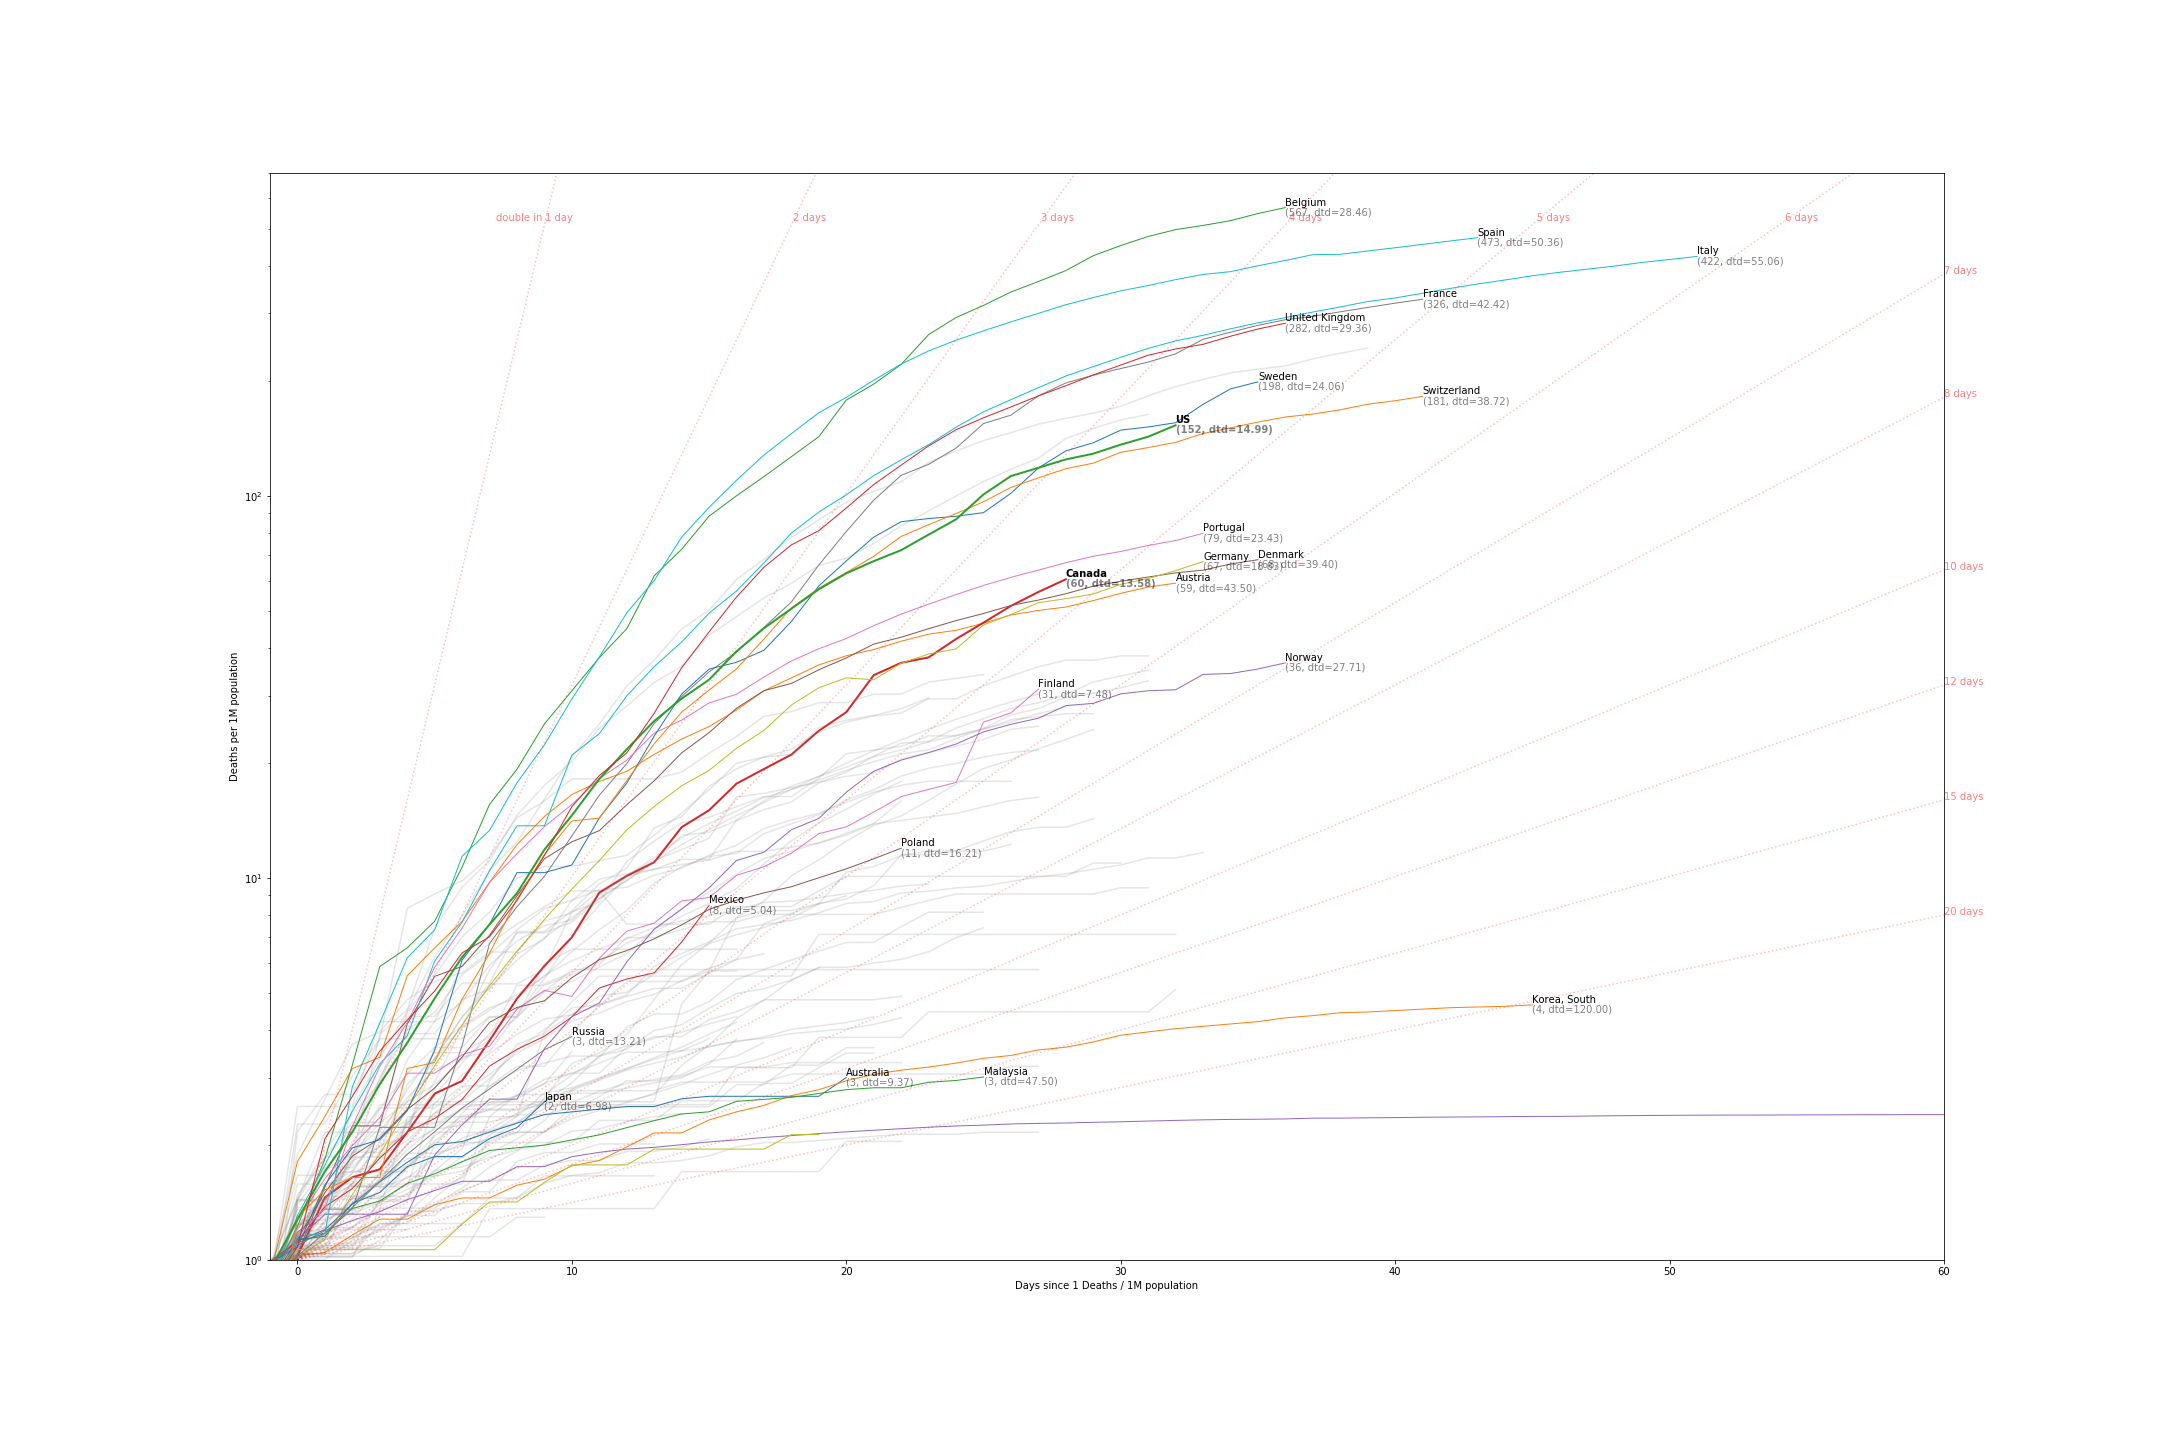 Belgium
(567, dtd=28.46)
double in 1 day
2 days
3 days
4 days
5 days
6 days
Spain
(473, dtd=50.36)
Italy
(422, dtd=55.06)
7 days
France
(326, dtd=42.42)
United Kingdom
(282, dtd=29.36)
Sweden
(198, dtd=24.06)
Switzerland
(181, dtd=38.72)
8 days
US
(152, dtd=14.99)
10²
Portugal
(79, dtd=23.43)
Germany
Denmark
(67,
dtd=39.40)
10 days
Canada
(60, dtd=13.58)
Austria
(59, dtd=43.50)
Norway
(36, dtd=27.71)
Finland
(31, dtd=7.48)
12 days
Deaths per 1M population
15 days
Poland
(11, dtd=16.21)
10¹
Mexico
(8, dtd=5.04)
20 days
Korea, South
(4, dtd=120.00)
Russia
(3, dtd=13.21)
Australia
(3, dtd=9.37)
Malaysia
(3, dtd=47.50)
Japan
(2, dtd=6.98)
10⁰
0
10
20
30
40
50
60
Days since 1 Deaths / 1M population